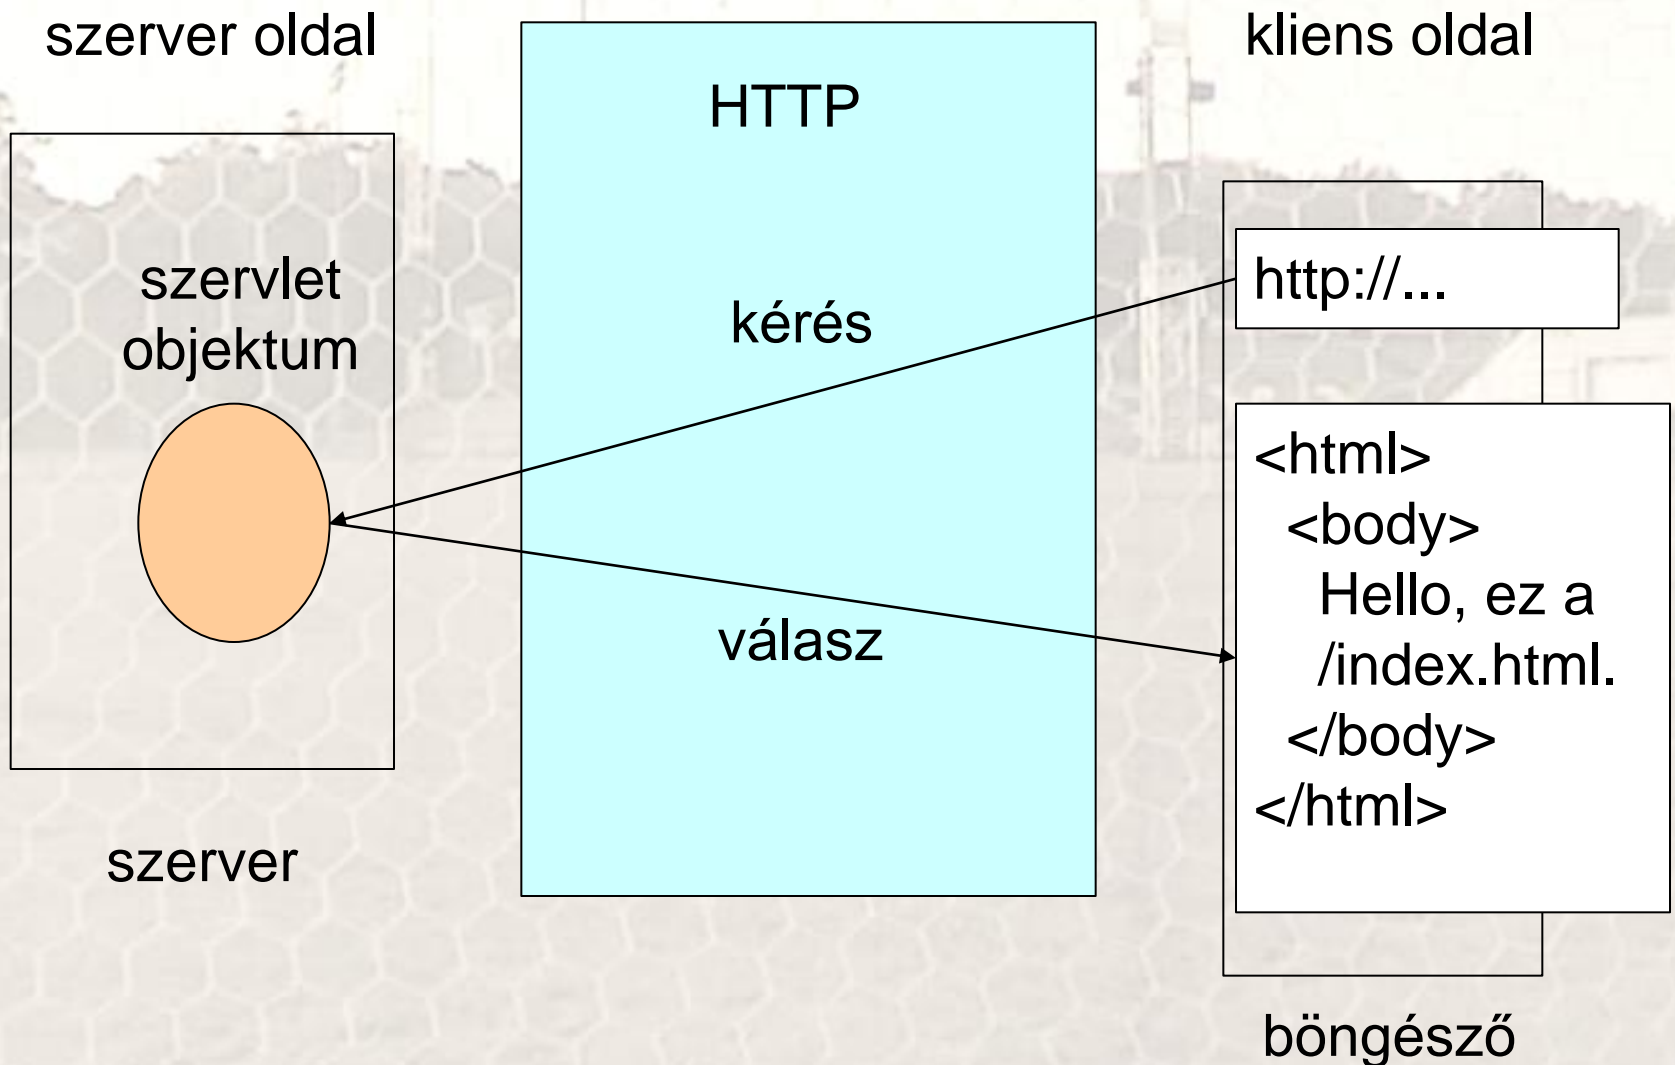 szerver oldal
HTTP
kliens oldal
szervlet
objektum
kérés
http://...
válasz
<html>
<body>
Hello, ez a
/index.html.
</body>
</html>
szerver
böngésző